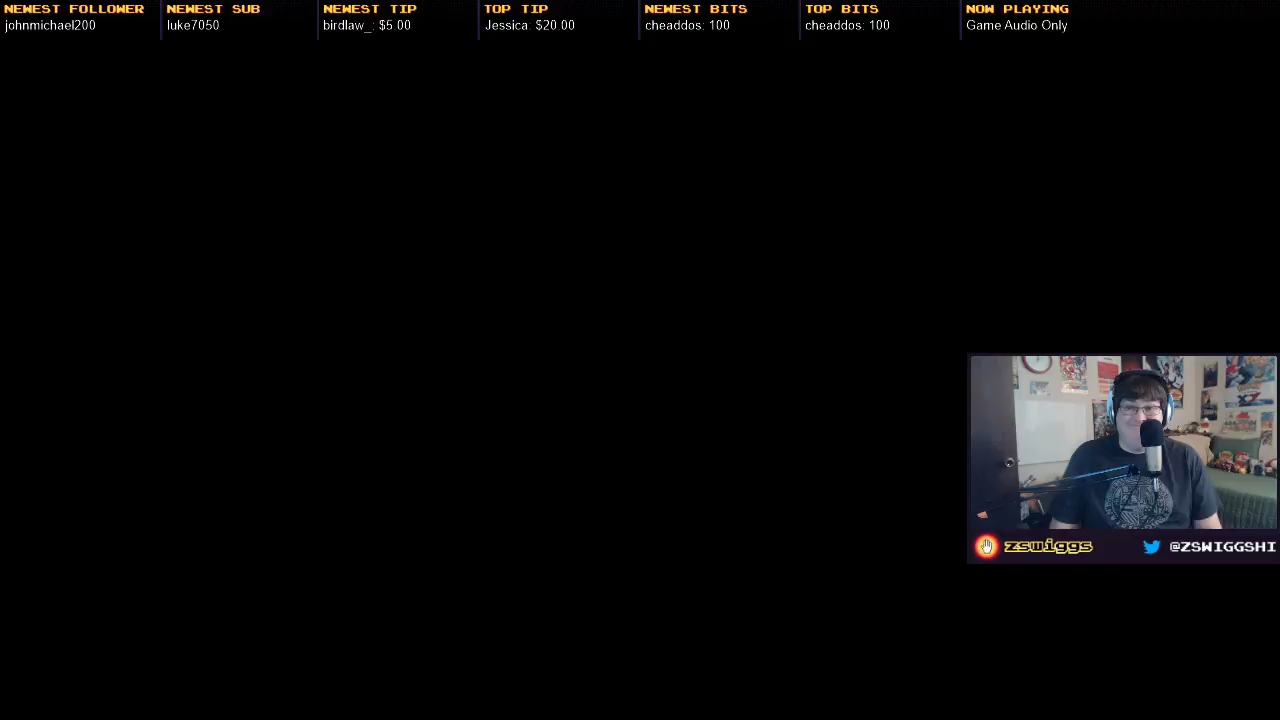 NEWEST FOLLOWER
johnmichael200
NEWEST SUB
luke7050
NEWEST TIP
birdlaw_: $5.00
TOP TIP
Jessica: $20.00
NEWEST BITS
cheaddos: 100
TOP BITS
cheaddos: 100
NOW PLAYING
Game Audio Only
zswiggs
@ZSWIGGSHI